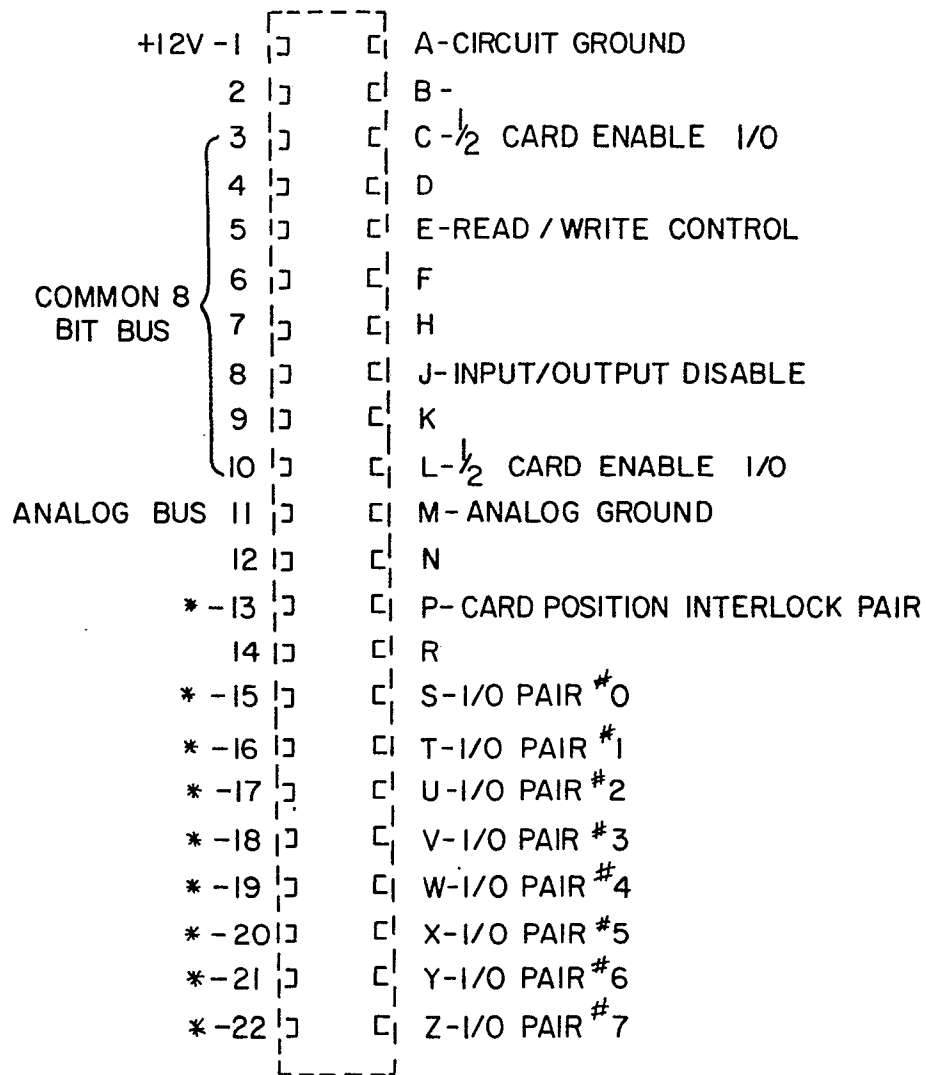 +12V -1 A-CIRCUIT GROUND
2 B -
3 C -1/2 CARD ENABLE I/O
4 D
5 E-READ / WRITE CONTROL
6 F
COMMON 8
BIT BUS
7 H
8 J-INPUT/OUTPUT DISABLE
9 K
10 L-1/2 CARD ENABLE I/O
ANALOG BUS 11 M-ANALOG GROUND
12 N
* -13 P-CARD POSITION INTERLOCK PAIR
14 R
* -15 S-I/O PAIR #0
* -16 T-I/O PAIR #1
* -17 U-I/O PAIR #2
* -18 V-I/O PAIR #3
* -19 W-I/O PAIR #4
* -20 X-I/O PAIR #5
* -21 Y-I/O PAIR #6
* -22 Z-I/O PAIR #7